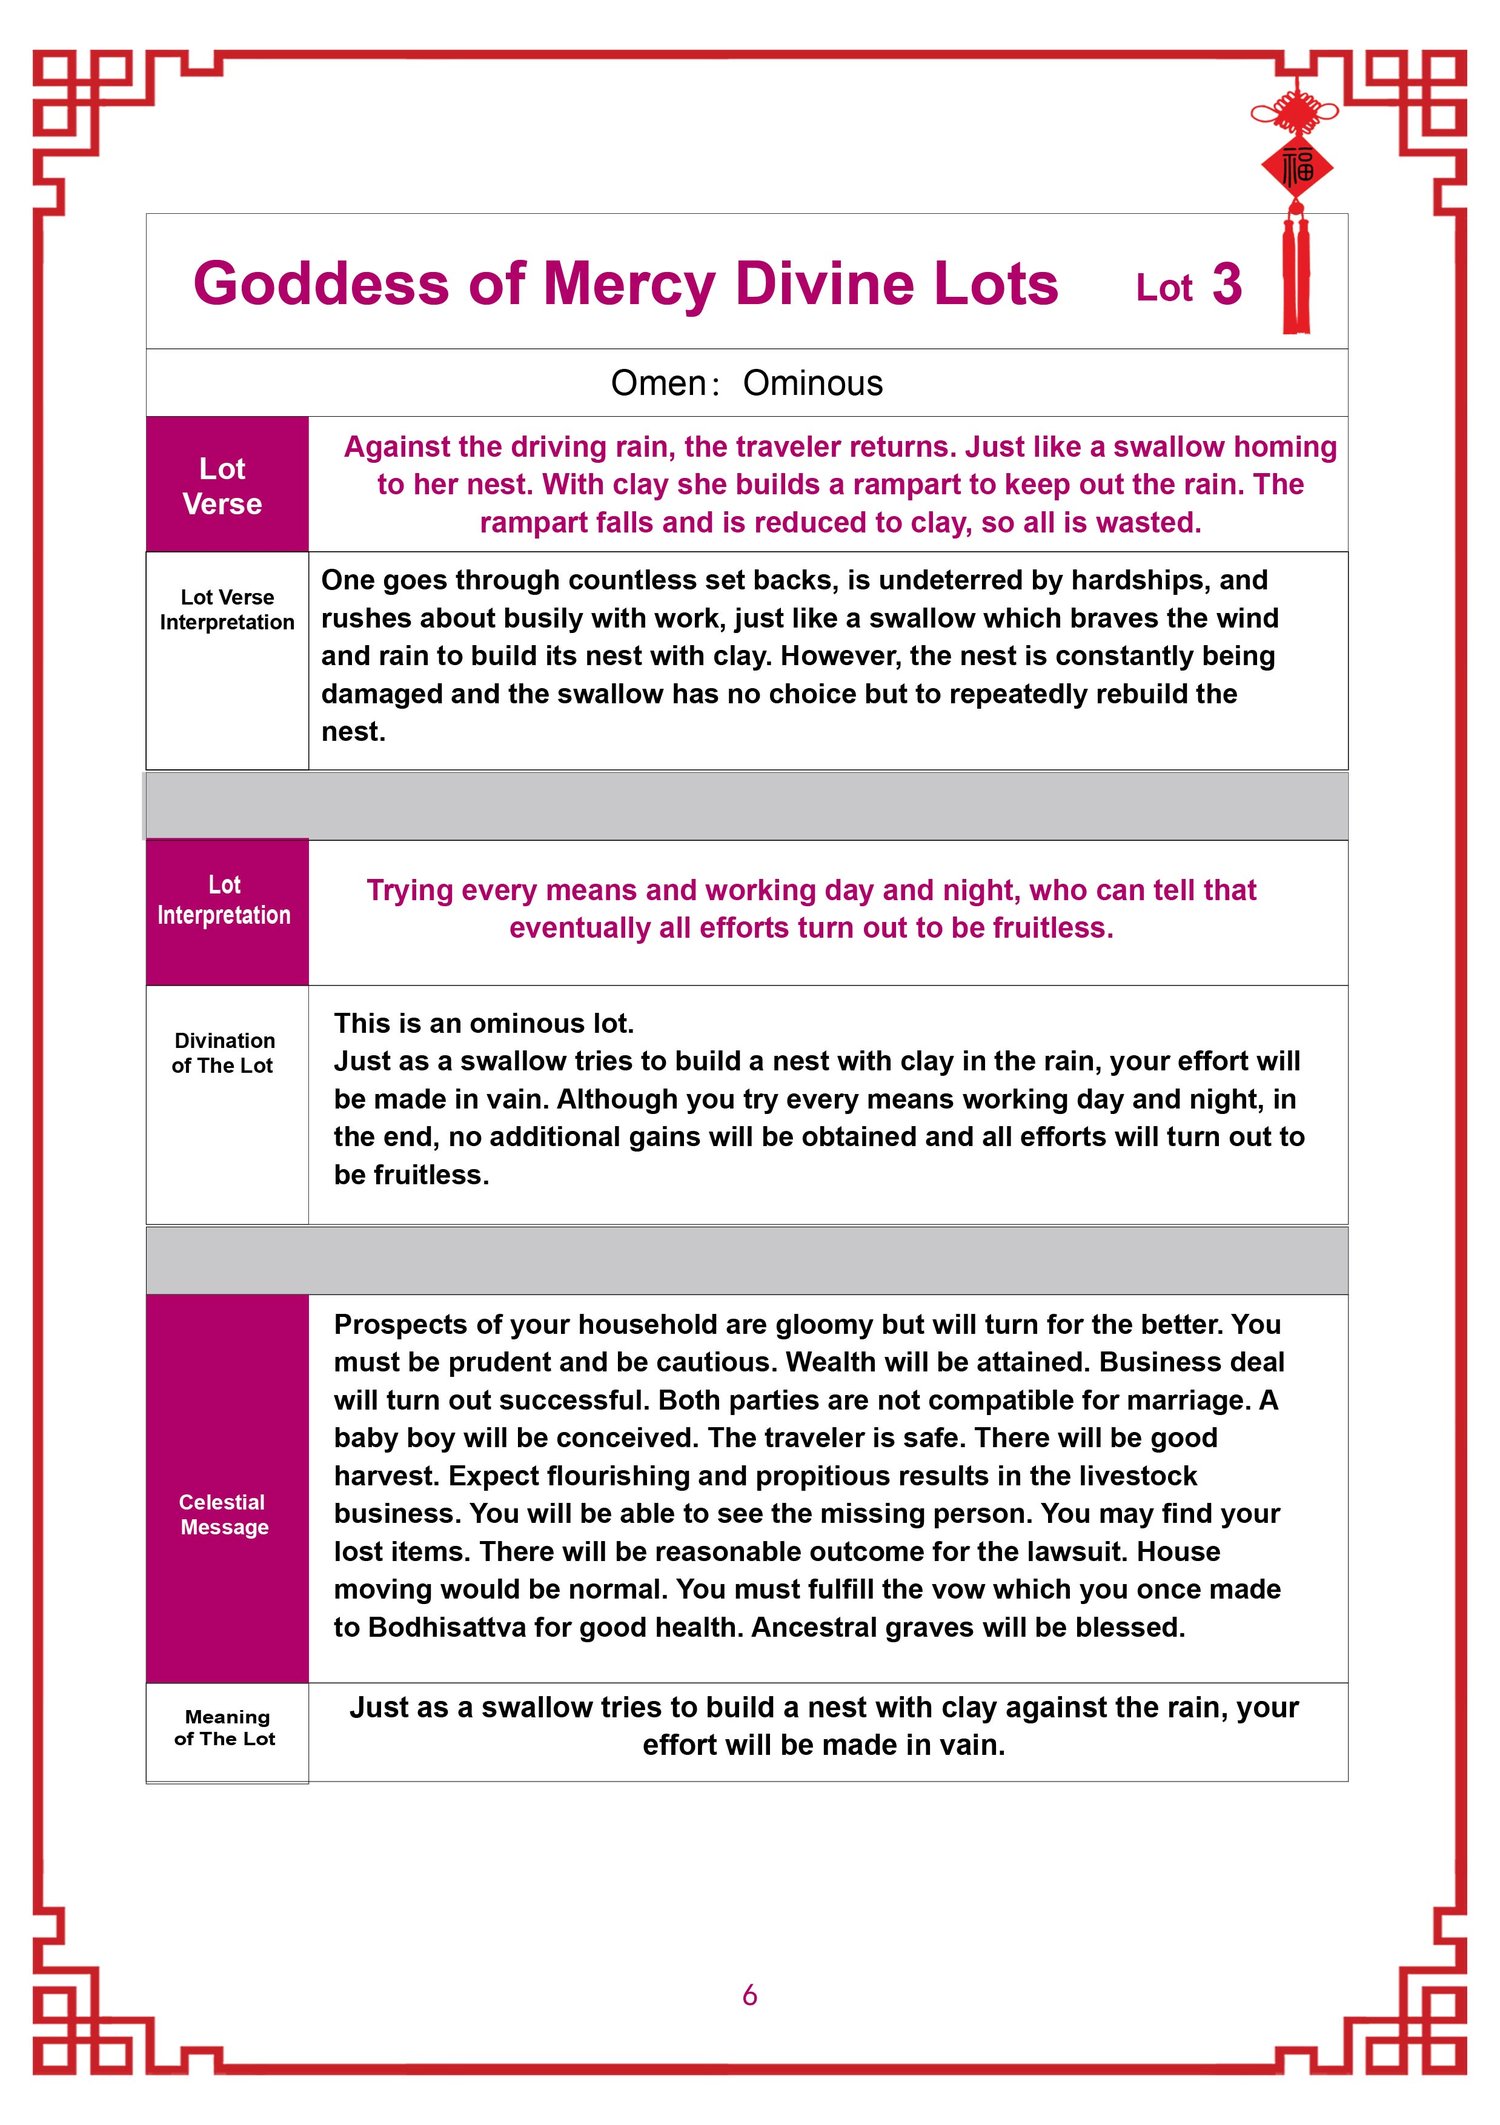 福
Goddess of Mercy Divine Lots Lot 3
Omen： Ominous
Lot
Verse
Against the driving rain, the traveler returns. Just like a swallow homing
to her nest. With clay she builds a rampart to keep out the rain. The
rampart falls and is reduced to clay, so all is wasted.
Lot Verse
Interpretation
One goes through countless set backs, is undeterred by hardships, and
rushes about busily with work, just like a swallow which braves the wind
and rain to build its nest with clay. However, the nest is constantly being
damaged and the swallow has no choice but to repeatedly rebuild the
nest.
Lot
Interpretation
Trying every means and working day and night, who can tell that
eventually all efforts turn out to be fruitless.
Divination
of The Lot
This is an ominous lot.
Just as a swallow tries to build a nest with clay in the rain, your effort will
be made in vain. Although you try every means working day and night, in
the end, no additional gains will be obtained and all efforts will turn out to
be fruitless.
Celestial
Message
Prospects of your household are gloomy but will turn for the better. You
must be prudent and be cautious. Wealth will be attained. Business deal
will turn out successful. Both parties are not compatible for marriage. A
baby boy will be conceived. The traveler is safe. There will be good
harvest. Expect flourishing and propitious results in the livestock
business. You will be able to see the missing person. You may find your
lost items. There will be reasonable outcome for the lawsuit. House
moving would be normal. You must fulfill the vow which you once made
to Bodhisattva for good health. Ancestral graves will be blessed.
Meaning
of The Lot
Just as a swallow tries to build a nest with clay against the rain, your
effort will be made in vain.
6